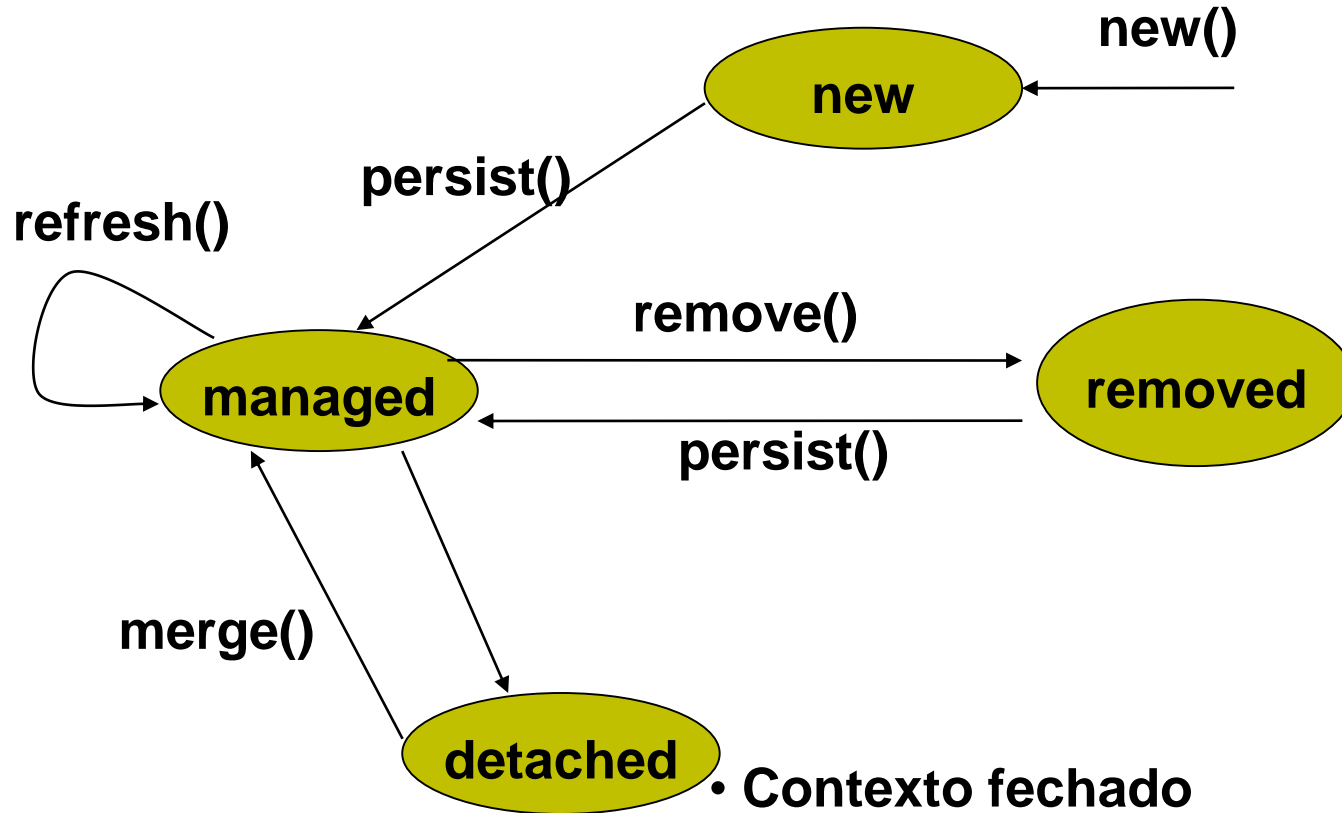 new()
new
persist()
refresh()
remove()
managed
removed
persist()
merge()
detached
• Contexto fechado